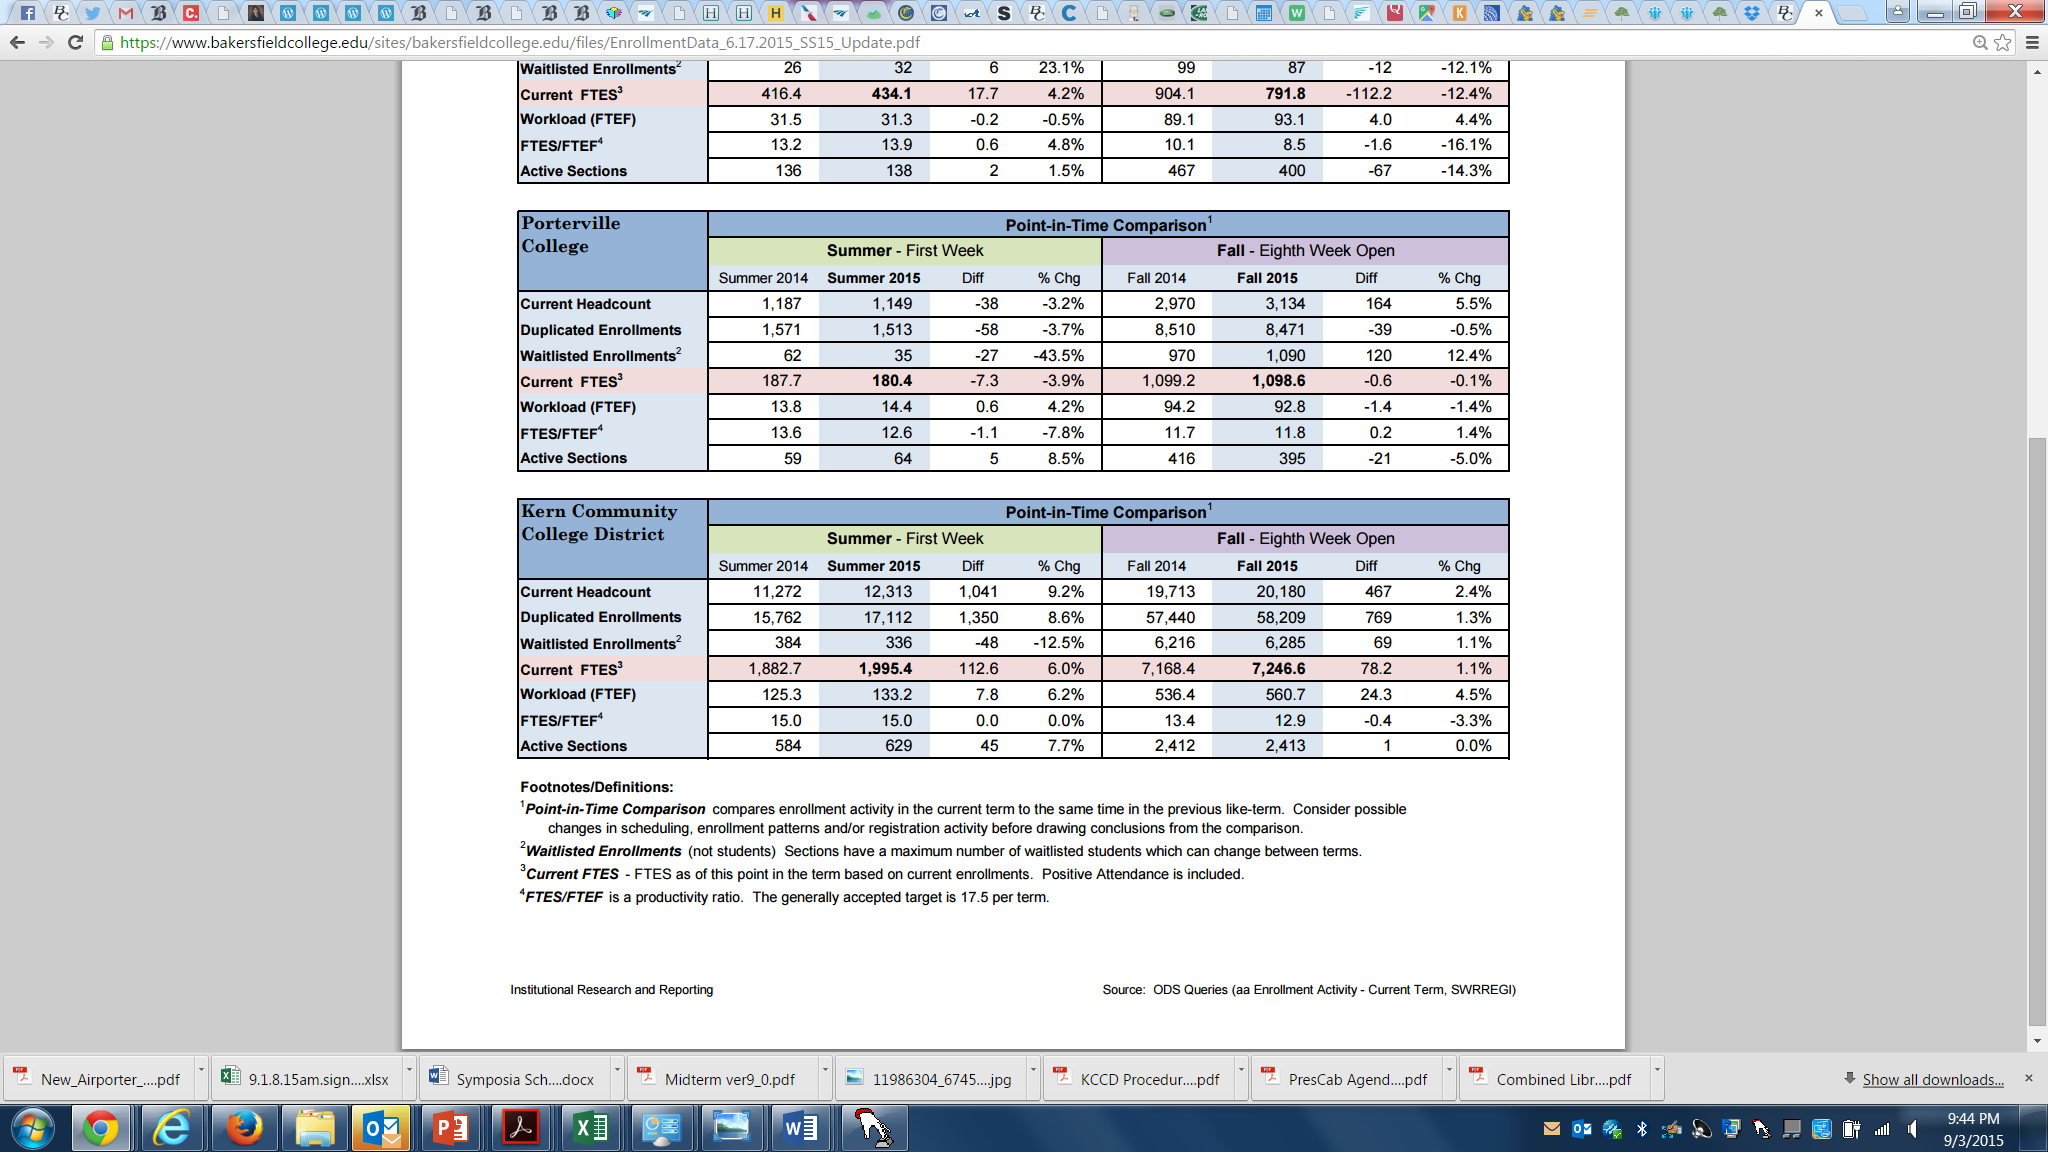 https://www.bakersfieldcollege.edu/sites/bakersfieldcollege.edu/files/EnrollmentData_6.17.2015_SS15_Update.pdf
Waitlisted Enrollments2 26 32 6 23.1% 99 87 -12 -12.1%
Current FTES3 416.4 434.1 17.7 4.2% 904.1 791.8 -112.2 -12.4%
Workload (FTEF) 31.5 31.3 -0.2 -0.5% 89.1 93.1 4.0 4.4%
FTES/FTEF4 13.2 13.9 0.6 4.8% 10.1 8.5 -1.6 -16.1%
Active Sections 136 138 2 1.5% 467 400 -67 -14.3%
Porterville College
Point-in-Time Comparison1
Summer - First Week Fall - Eighth Week Open
Summer 2014 Summer 2015 Diff % Chg Fall 2014 Fall 2015 Diff % Chg
Current Headcount 1,187 1,149 -38 -3.2% 2,970 3,134 164 5.5%
Duplicated Enrollments 1,571 1,513 -58 -3.7% 8,510 8,471 -39 -0.5%
Waitlisted Enrollments2 62 35 -27 -43.5% 970 1,090 120 12.4%
Current FTES3 187.7 180.4 -7.3 -3.9% 1,099.2 1,098.6 -0.6 -0.1%
Workload (FTEF) 13.8 14.4 0.6 4.2% 94.2 92.8 -1.4 -1.4%
FTES/FTEF4 13.6 12.6 -1.1 -7.8% 11.7 11.8 0.2 1.4%
Active Sections 59 64 5 8.5% 416 395 -21 -5.0%
Kern Community College District
Point-in-Time Comparison1
Summer - First Week Fall - Eighth Week Open
Summer 2014 Summer 2015 Diff % Chg Fall 2014 Fall 2015 Diff % Chg
Current Headcount 11,272 12,313 1,041 9.2% 19,713 20,180 467 2.4%
Duplicated Enrollments 15,762 17,112 1,350 8.6% 57,440 58,209 769 1.3%
Waitlisted Enrollments2 384 336 -48 -12.5% 6,216 6,285 69 1.1%
Current FTES3 1,882.7 1,995.4 112.6 6.0% 7,168.4 7,246.6 78.2 1.1%
Workload (FTEF) 125.3 133.2 7.8 6.2% 536.4 560.7 24.3 4.5%
FTES/FTEF4 15.0 15.0 0.0 0.0% 13.4 12.9 -0.4 -3.3%
Active Sections 584 629 45 7.7% 2,412 2,413 1 0.0%
Footnotes/Definitions:
1Point-in-Time Comparison compares enrollment activity in the current term to the same time in the previous like-term. Consider possible
changes in scheduling, enrollment patterns and/or registration activity before drawing conclusions from the comparison.
2Waitlisted Enrollments (not students) Sections have a maximum number of waitlisted students which can change between terms.
3Current FTES - FTES as of this point in the term based on current enrollments. Positive Attendance is included.
4FTES/FTEF is a productivity ratio. The generally accepted target is 17.5 per term.
Institutional Research and Reporting Source: ODS Queries (aa Enrollment Activity - Current Term, SWRREGI)
New_Airporter_....pdf 9.1.8.15am.sign....xlsx Symposia Sch....docx Midterm ver9_0.pdf 11986304_6745....jpg KCCD Procedur....pdf PresCab Agend....pdf Combined Libr....pdf Show all downloads...
9:44 PM
9/3/2015